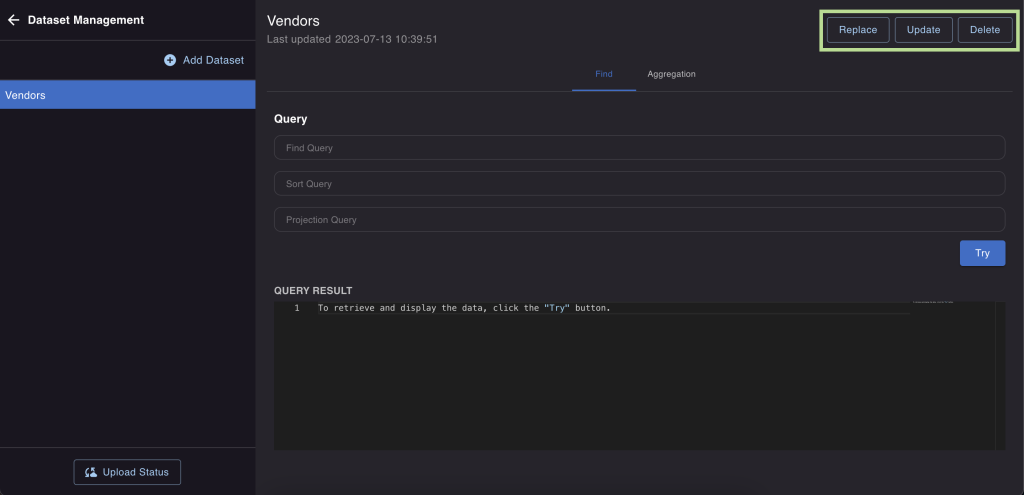 Dataset Management
Add Dataset
Vendors
Upload Status
Vendors
Last updated 2023-07-13 10:39:51
Replace Update Delete
Find Aggregation
Query
Find Query
Sort Query
Projection Query
Try
QUERY RESULT
1 To retrieve and display the data, click the "Try" button.